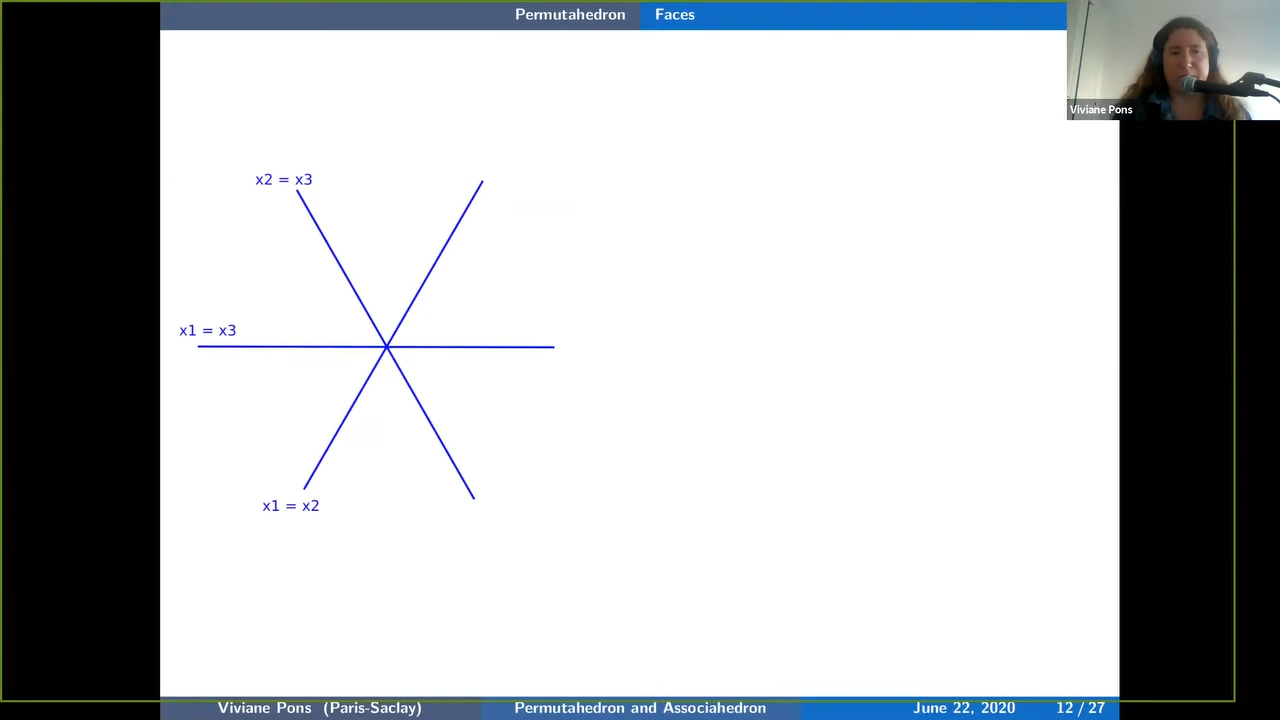 Permutahedron Faces
Viviane Pons
x2 = x3
x1 = x3
x1 = x2
Viviane Pons (Paris-Saclay) Permutahedron and Associahedron June 22, 2020 12 / 27